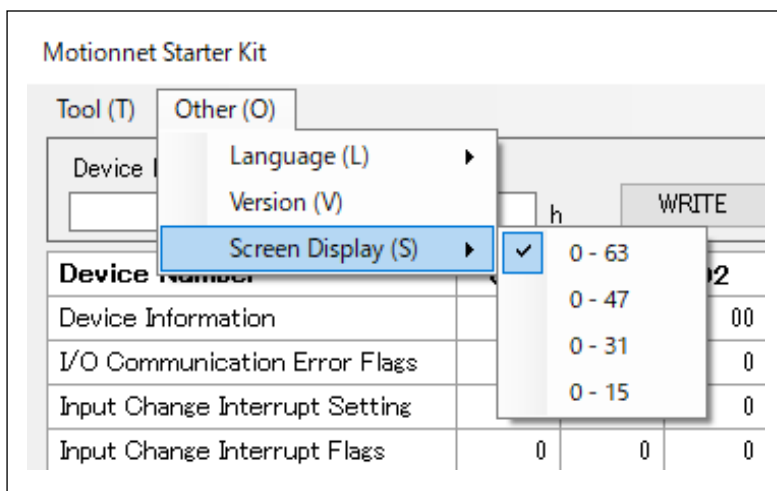 Motionnet Starter Kit
Tool (T) Other (O)
Language (L)
Device
Version (V)
h WRITE
Screen Display (S)
0 - 63
Device Number 02
0 - 47
Device Information 00
0 - 31
I/O Communication Error Flags 0
0 - 15
Input Change Interrupt Setting 0
Input Change Interrupt Flags 0 0 0